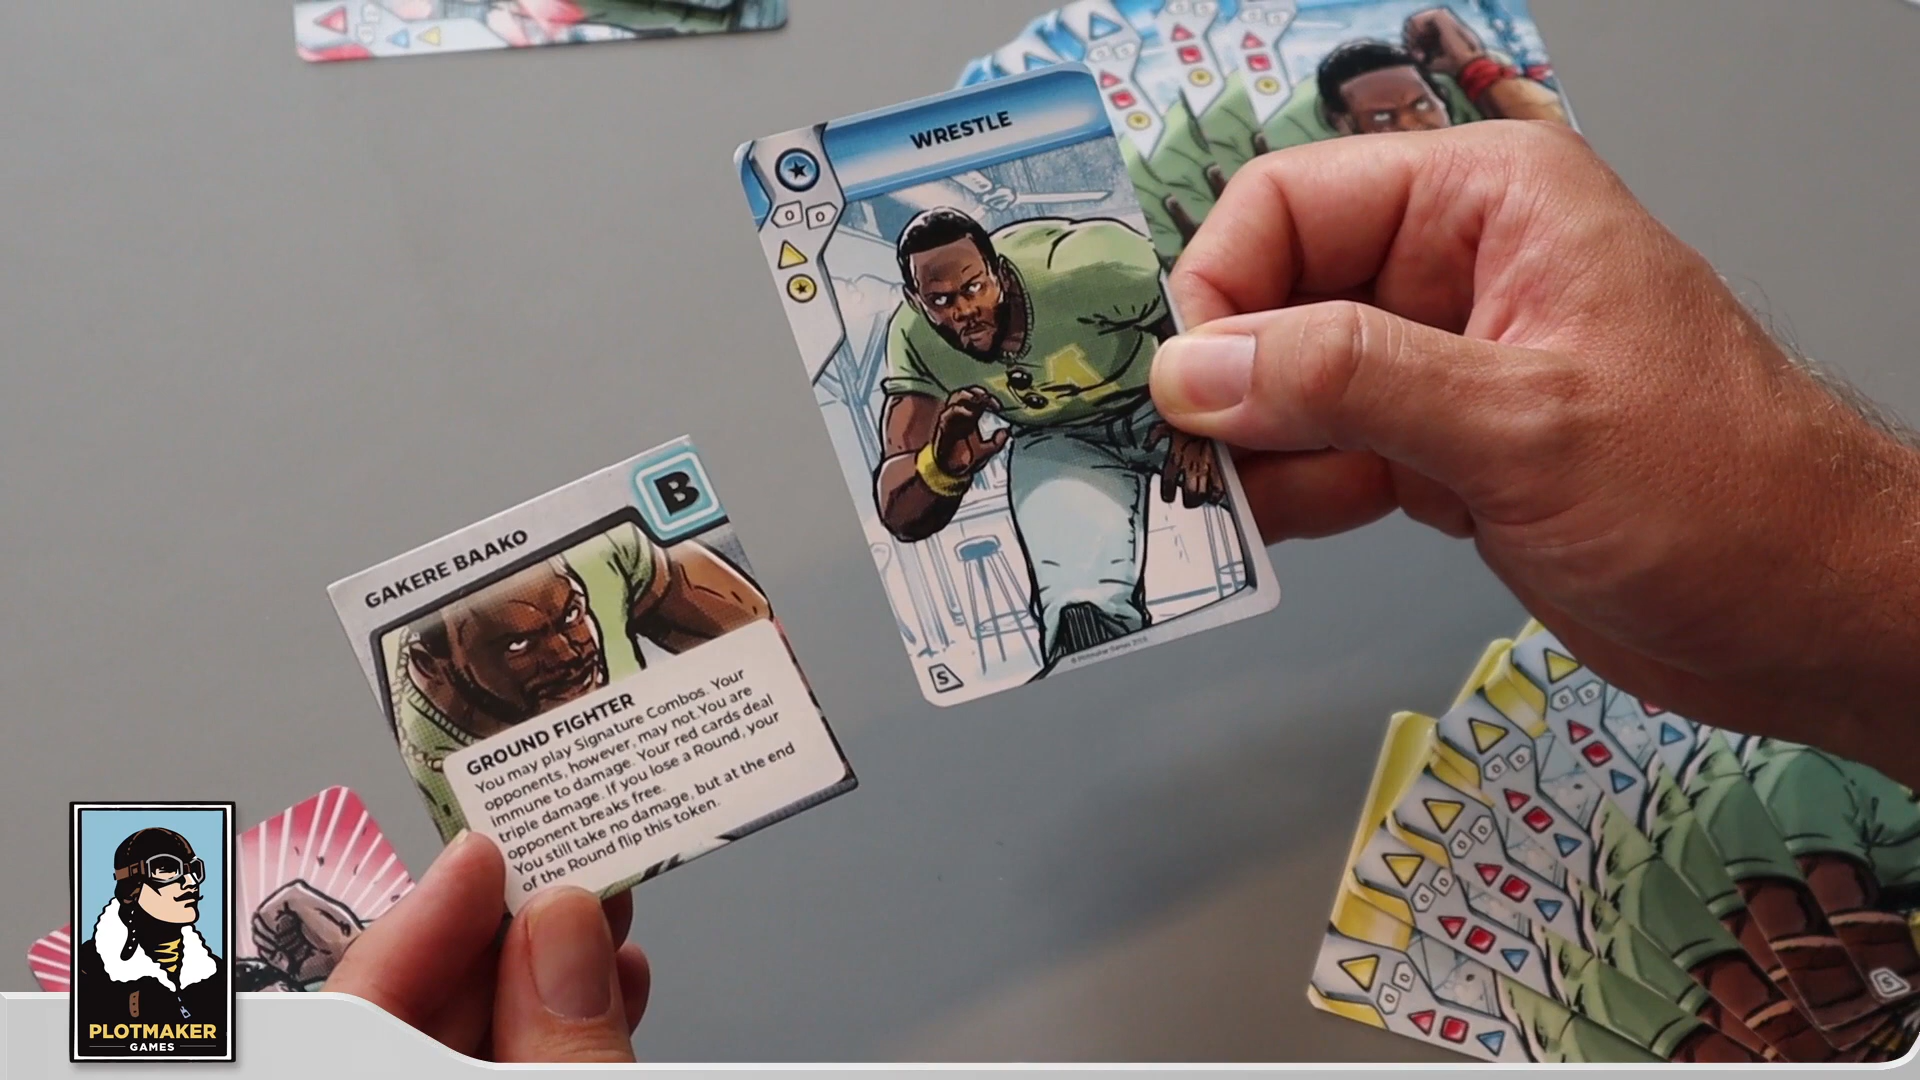 WRESTLE
0 0
S
GAKERE BAAKO
B
GROUND FIGHTER
You may play Signature Combos. Your
opponents, however, may not. You are
immune to damage. Your red cards deal
triple damage. If you lose a Round, your
opponent breaks free.
You still take no damage, but at the end
of the Round flip this token.
PLOTMAKER
GAMES